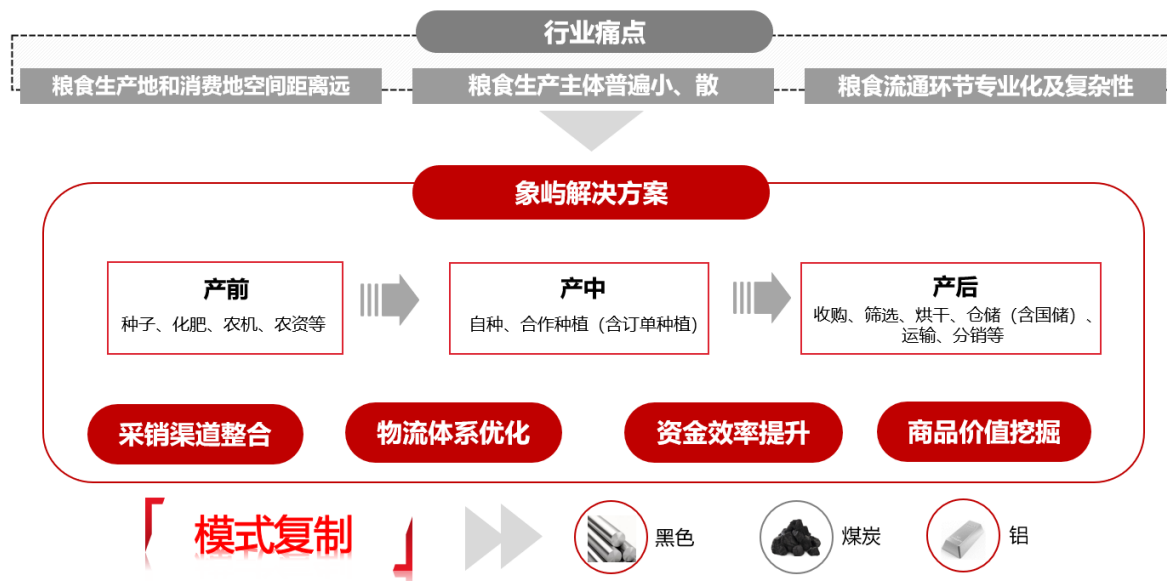 行业痛点
粮食生产地和消费地空间距离远
粮食生产主体普遍小、散
粮食流通环节专业化及复杂性
象屿解决方案
产前
种子、化肥、农机、农资等
产中
自种、合作种植（含订单种植）
产后
收购、筛选、烘干、仓储（含国储）、
运输、分销等
采销渠道整合
物流体系优化
资金效率提升
商品价值挖掘
模式复制
黑色
煤炭
铝